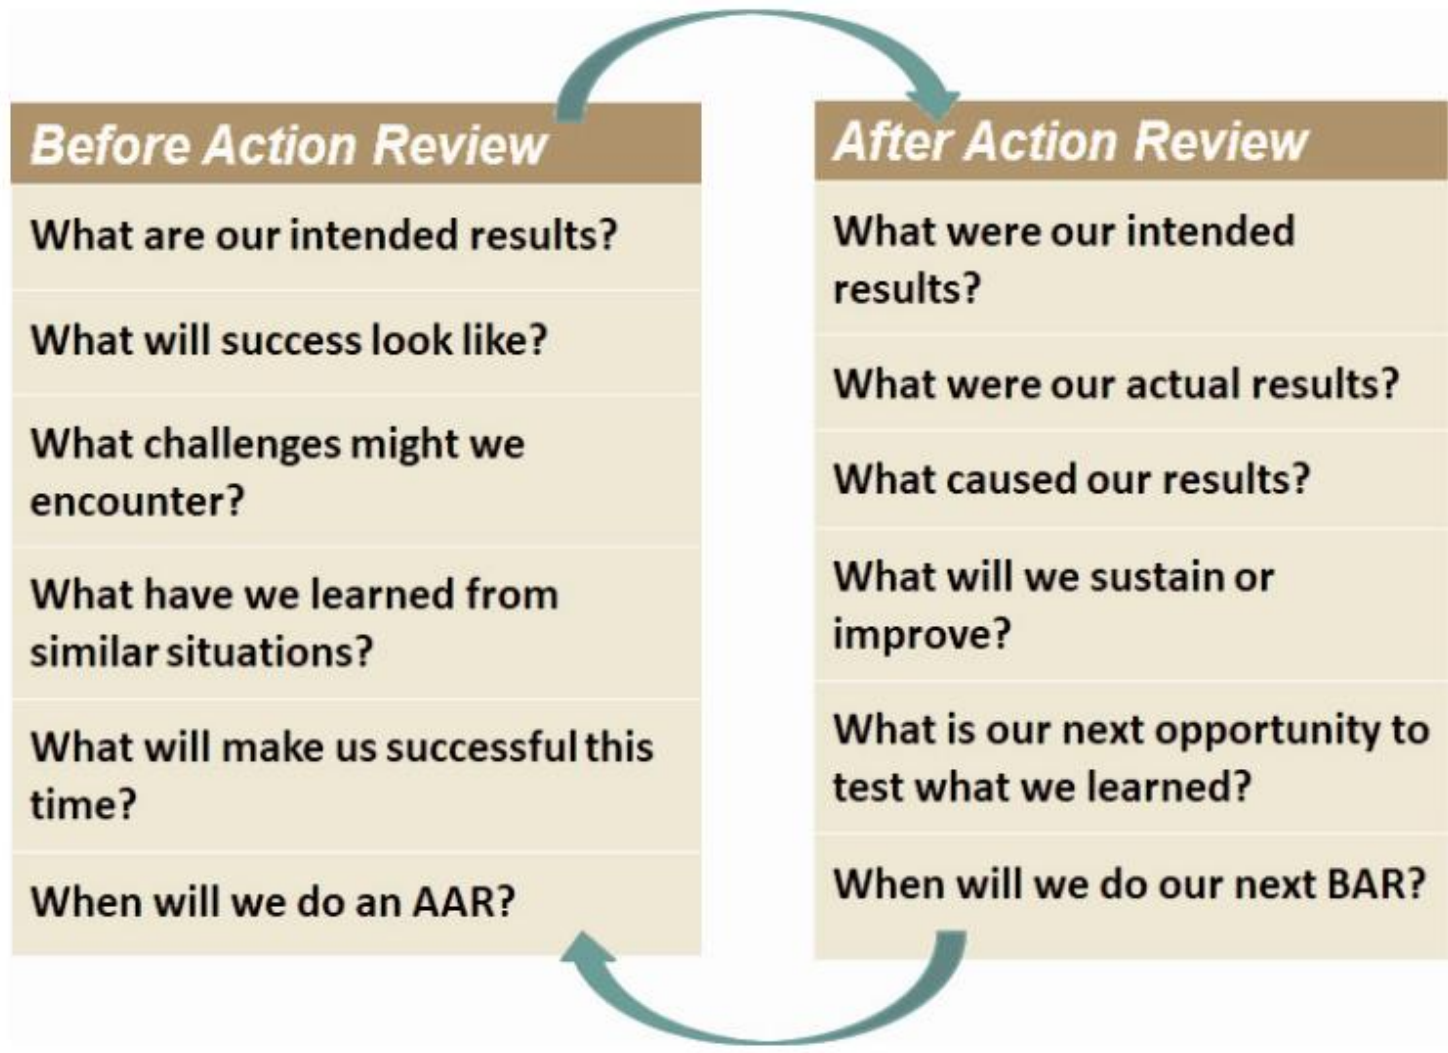 Before Action Review
What are our intended results?
What will success look like?
What challenges might we
encounter?
What have we learned from
similar situations?
What will make us successful this
time?
When will we do an AAR?
After Action Review
What were our intended
results?
What were our actual results?
What caused our results?
What will we sustain or
improve?
What is our next opportunity to
test what we learned?
When will we do our next BAR?